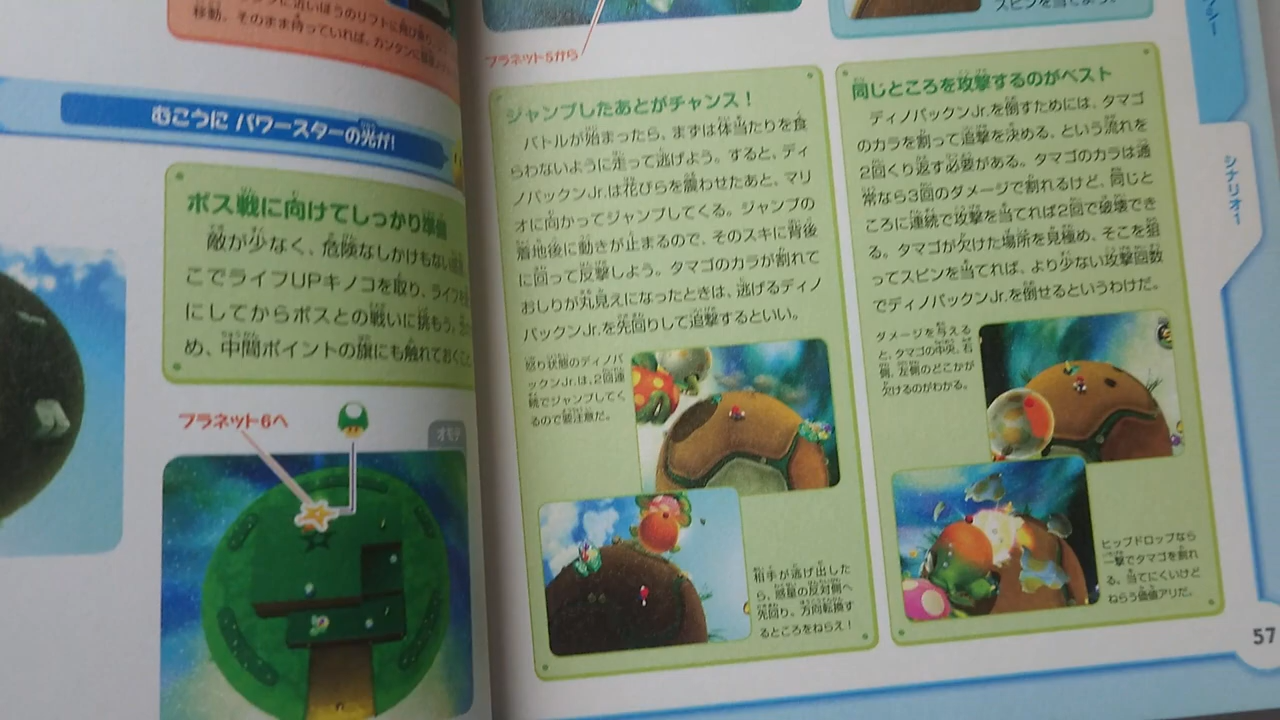 に近いほうのリフトに飛び
移動。そのまま待っていれば、カンタンに
むこうに パワースターの光が!
ボス戦に向けてしっかり準備
敵が少なく、危険なしかけもない
こでライフUPキノコを取り、ライフを
にしてからボスとの戦いに挑もう。
め、中間ポイントの旗にも触れておく
プラネット6へ
オモテ
プラネット5から
ジャンプしたあとがチャンス!
バトルが始まったら、まずは体当たりを食
らわないように走って逃げよう。すると、ディ
ノパックンJr.は花びらを震わせたあと、マリ
オに向かってジャンプしてくる。ジャンプの
着地後に動きが止まるので、そのスキに背後
に回って反撃しよう。タマゴのカラが割れて
おしりが丸見えになったときは、逃げるディノ
パックンJr.を先回りして追撃するといい。
怒り状態のディノパ
ックンJr.は、2回連
続でジャンプしてく
るので要注意だ。
相手が逃げ出した
ら、惑星の反対側へ
先回り。方向転換す
るところをねらえ!
スピンを当てよう。
同じところを攻撃するのがベスト
ディノパックンJr.を倒すためには、タマゴ
のカラを割って追撃を決める、という流れを
2回くり返す必要がある。タマゴのカラは通
常なら3回のダメージで割れるけど、同じと
ころに連続で攻撃を当てれば2回で破壊でき
る。タマゴが欠けた場所を見極め、そこを狙
ってスピンを当てれば、より少ない攻撃回数
でディノパックンJr.を倒せるというわけだ。
ダメージを与える
と、タマゴの中央、右
側、左側のどこかが
欠けるのがわかる。
ヒップドロップなら
一撃でタマゴを割れ
る。当てにくいけど
ねらう価値アリだ。
シナリオ1
57